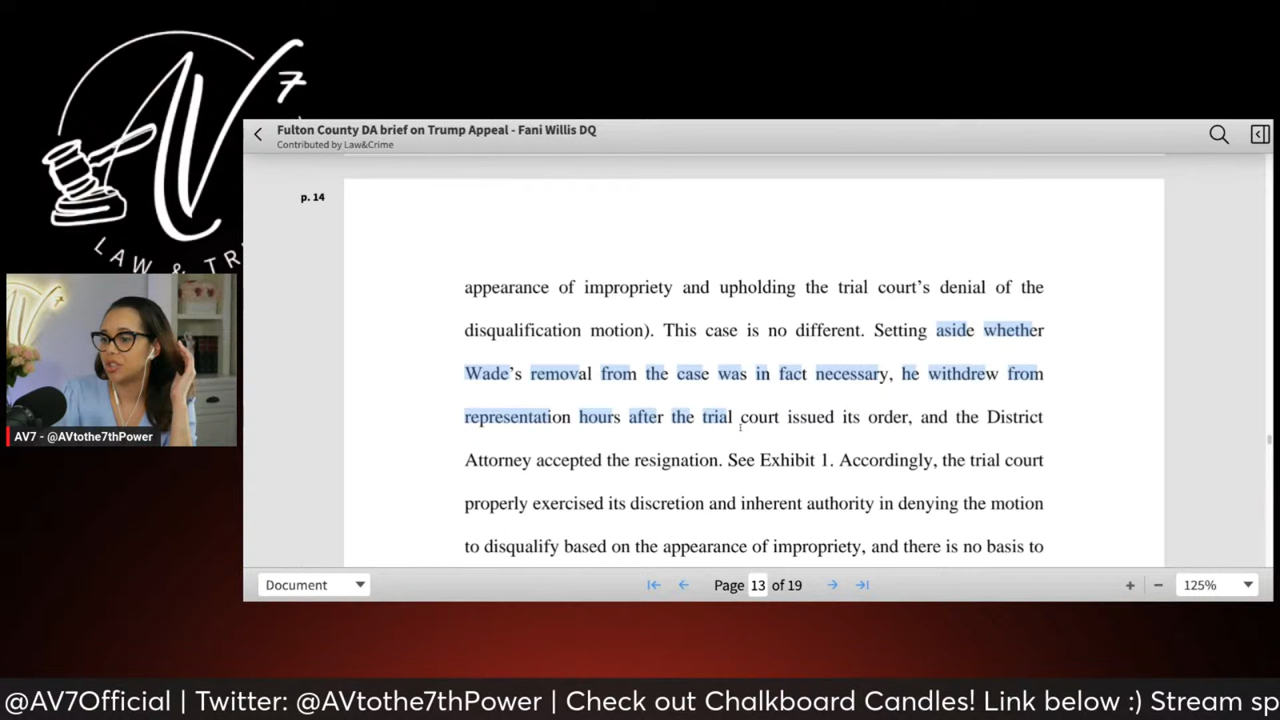 AV7
LAW & TR
Fulton County DA brief on Trump Appeal - Fani Willis DQ
Contributed by Law&Crime
p. 14
appearance of impropriety and upholding the trial court's denial of the
disqualification motion). This case is no different. Setting aside whether
Wade's removal from the case was in fact necessary, he withdrew from
representation hours after the trial court issued its order, and the District
Attorney accepted the resignation. See Exhibit 1. Accordingly, the trial court
properly exercised its discretion and inherent authority in denying the motion
to disqualify based on the appearance of impropriety, and there is no basis to
AV7 - @AVtothe7thPower
Document
Page 13 of 19
125%
@AV7Official | Twitter: @AVtothe7thPower | Check out Chalkboard Candles! Link below :) Stream sp